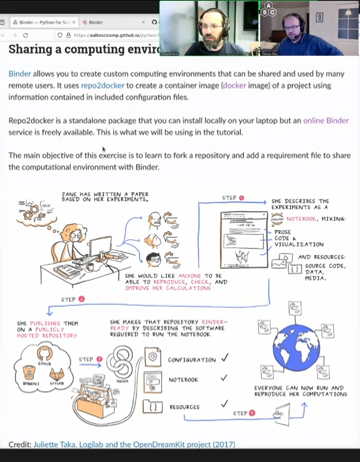 Binder — Python for Sc
Binder
https://aaltoscicomp.github.io/python-f
Sharing a computing enviro
Binder allows you to create custom computing environments that can be shared and used by many
remote users. It uses repo2docker to create a container image (docker image) of a project using
information contained in included configuration files.
Repo2docker is a standalone package that you can install locally on your laptop but an online Binder
service is freely available. This is what we will be using in the tutorial.
The main objective of this exercise is to learn to fork a repository and add a requirement file to share
the computational environment with Binder.
JANE HAS WRITTEN A PAPER
BASED ON HER EXPERIMENTS.
SHE WOULD LIKE ANYONE TO BE
ABLE TO REPRODUCE, CHECK, AND
IMPROVE HER CALCULATIONS
STEP
SHE DESCRIBES THE
EXPERIMENTS AS A
NOTEBOOK, MIXING:
PROSE
CODE &
VISUALIZATION
AND RESOURCES:
SOURCE CODE,
DATA,
MEDIA.
STEP
SHE PUBLISHES THEM
ON A PUBLICLY
HOSTED REPOSITORY
STEP
SHE MAKES THAT REPOSITORY BINDER-
READY BY DESCRIBING THE SOFTWARE
REQUIRED TO RUN THE NOTEBOOK.
CONFIGURATION
NOTEBOOK
RESOURCES
STEP
EVERYONE CAN NOW RUN AND
REPRODUCE HER COMPUTATIONS
Credit: Juliette Taka, Logilab and the OpenDreamKit project (2017)